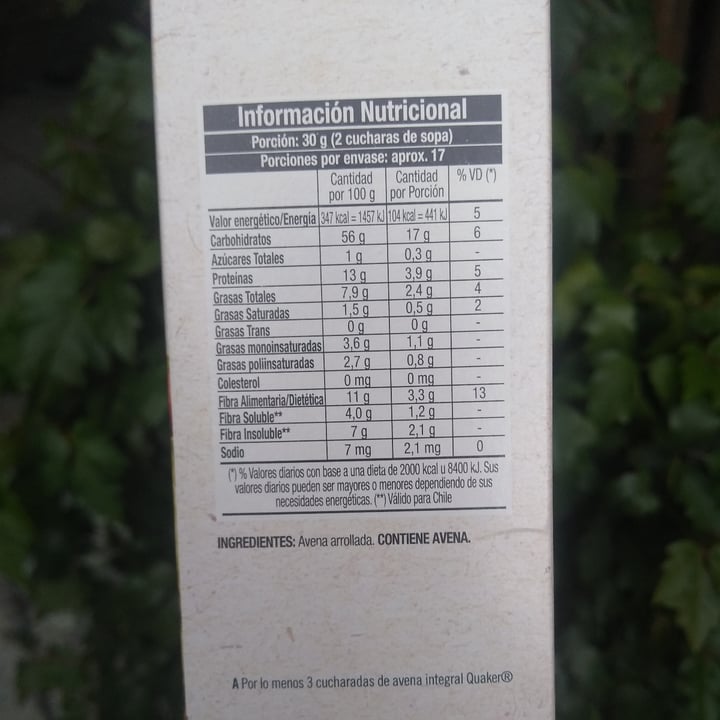 Información Nutricional
Porción: 30 g (2 cucharas de sopa)
Porciones por envase: aprox. 17
Cantidad por 100 g Cantidad por Porción % VD (*)
Valor energético/Energía 347 kcal = 1457 kJ 104 kcal = 441 kJ 5
Carbohidratos 56 g 17 g 6
Azúcares Totales 1 g 0,3 g -
Proteínas 13 g 3,9 g 5
Grasas Totales 7,9 g 2,4 g 4
Grasas Saturadas 1,5 g 0,5 g 2
Grasas Trans 0 g 0 g -
Grasas monoinsaturadas 3,6 g 1,1 g -
Grasas poliinsaturadas 2,7 g 0,8 g -
Colesterol 0 mg 0 mg -
Fibra Alimentaria/Dietética 11 g 3,3 g 13
Fibra Soluble** 4,0 g 1,2 g -
Fibra Insoluble** 7 g 2,1 g -
Sodio 7 mg 2,1 mg 0
(*) % Valores diarios con base a una dieta de 2000 kcal u 8400 kJ. Sus
valores diarios pueden ser mayores o menores dependiendo de sus
necesidades energéticas. (**) Válido para Chile
INGREDIENTES: Avena arrollada. CONTIENE AVENA.
A Por lo menos 3 cucharadas de avena integral Quaker®